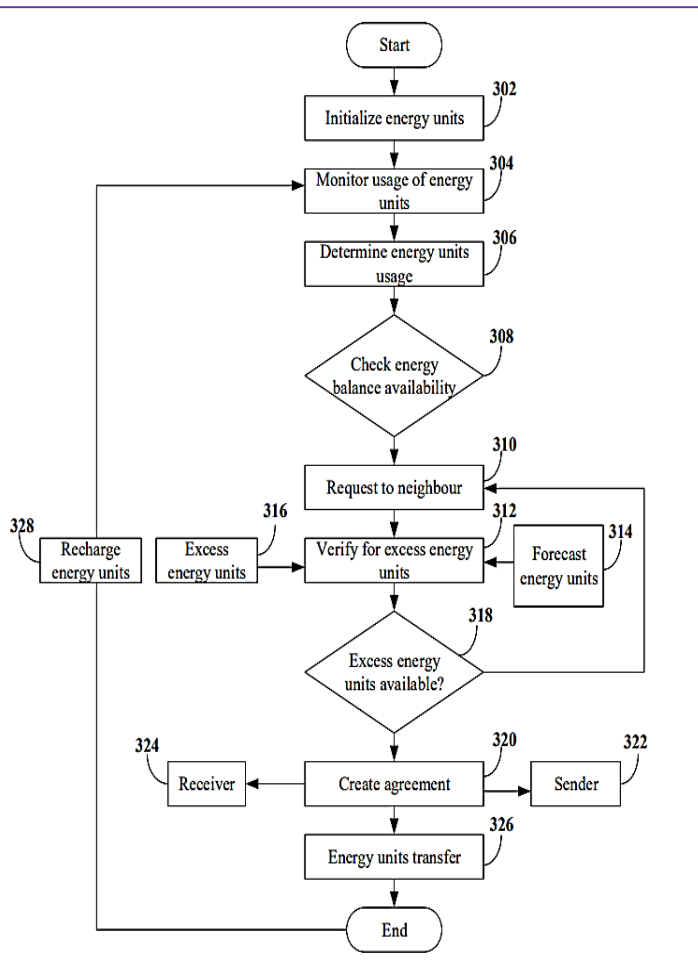 Start
302
Initialize energy units
304
Monitor usage of energy
units
306
Determine energy units
usage
308
Check energy
balance availability
310
Request to neighbour
312
316
328
314
Recharge
energy units
Excess
energy units
Verify for excess energy
units
Forecast
energy units
318
Excess energy
units available?
324
320
322
Receiver
Create agreement
Sender
326
Energy units transfer
End